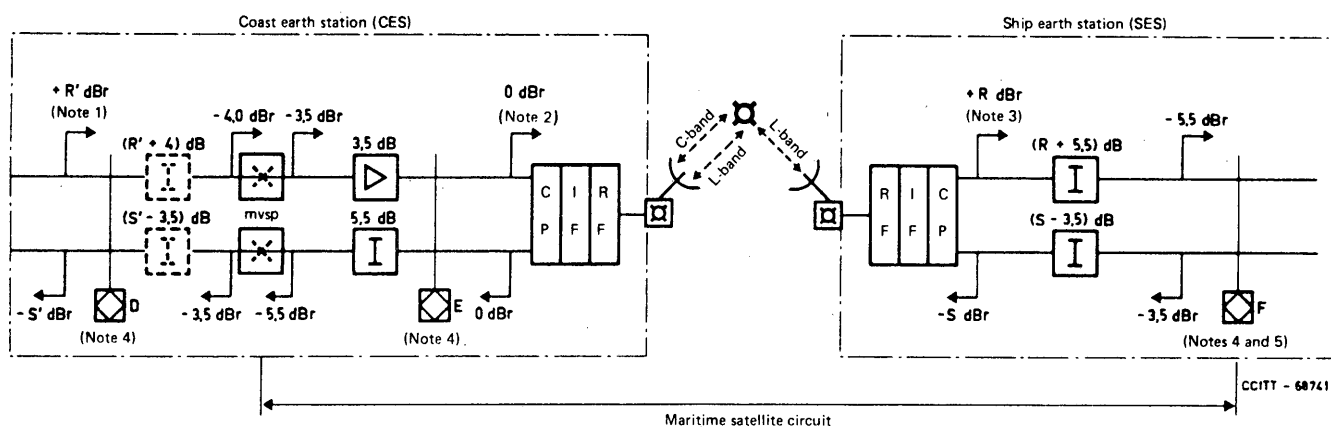 Coast earth station (CES)
Ship earth station (SES)
+ R' dBr
(Note 1)
(R' + 4) dB
- 4,0 dBr
- 3,5 dBr
3,5 dB
0 dBr
(Note 2)
C-band
L-band
L-band
+ R dBr
(Note 3)
(R + 5,5) dB
- 5,5 dBr
mvsp
(S' - 3,5) dB
5,5 dB
C P
I F
R F
R F
I F
C P
(S - 3,5) dB
- S' dBr
D
(Note 4)
- 3,5 dBr
- 5,5 dBr
E
(Note 4)
0 dBr
- S dBr
- 3,5 dBr
F
(Notes 4 and 5)
CCITT - 68741
Maritime satellite circuit